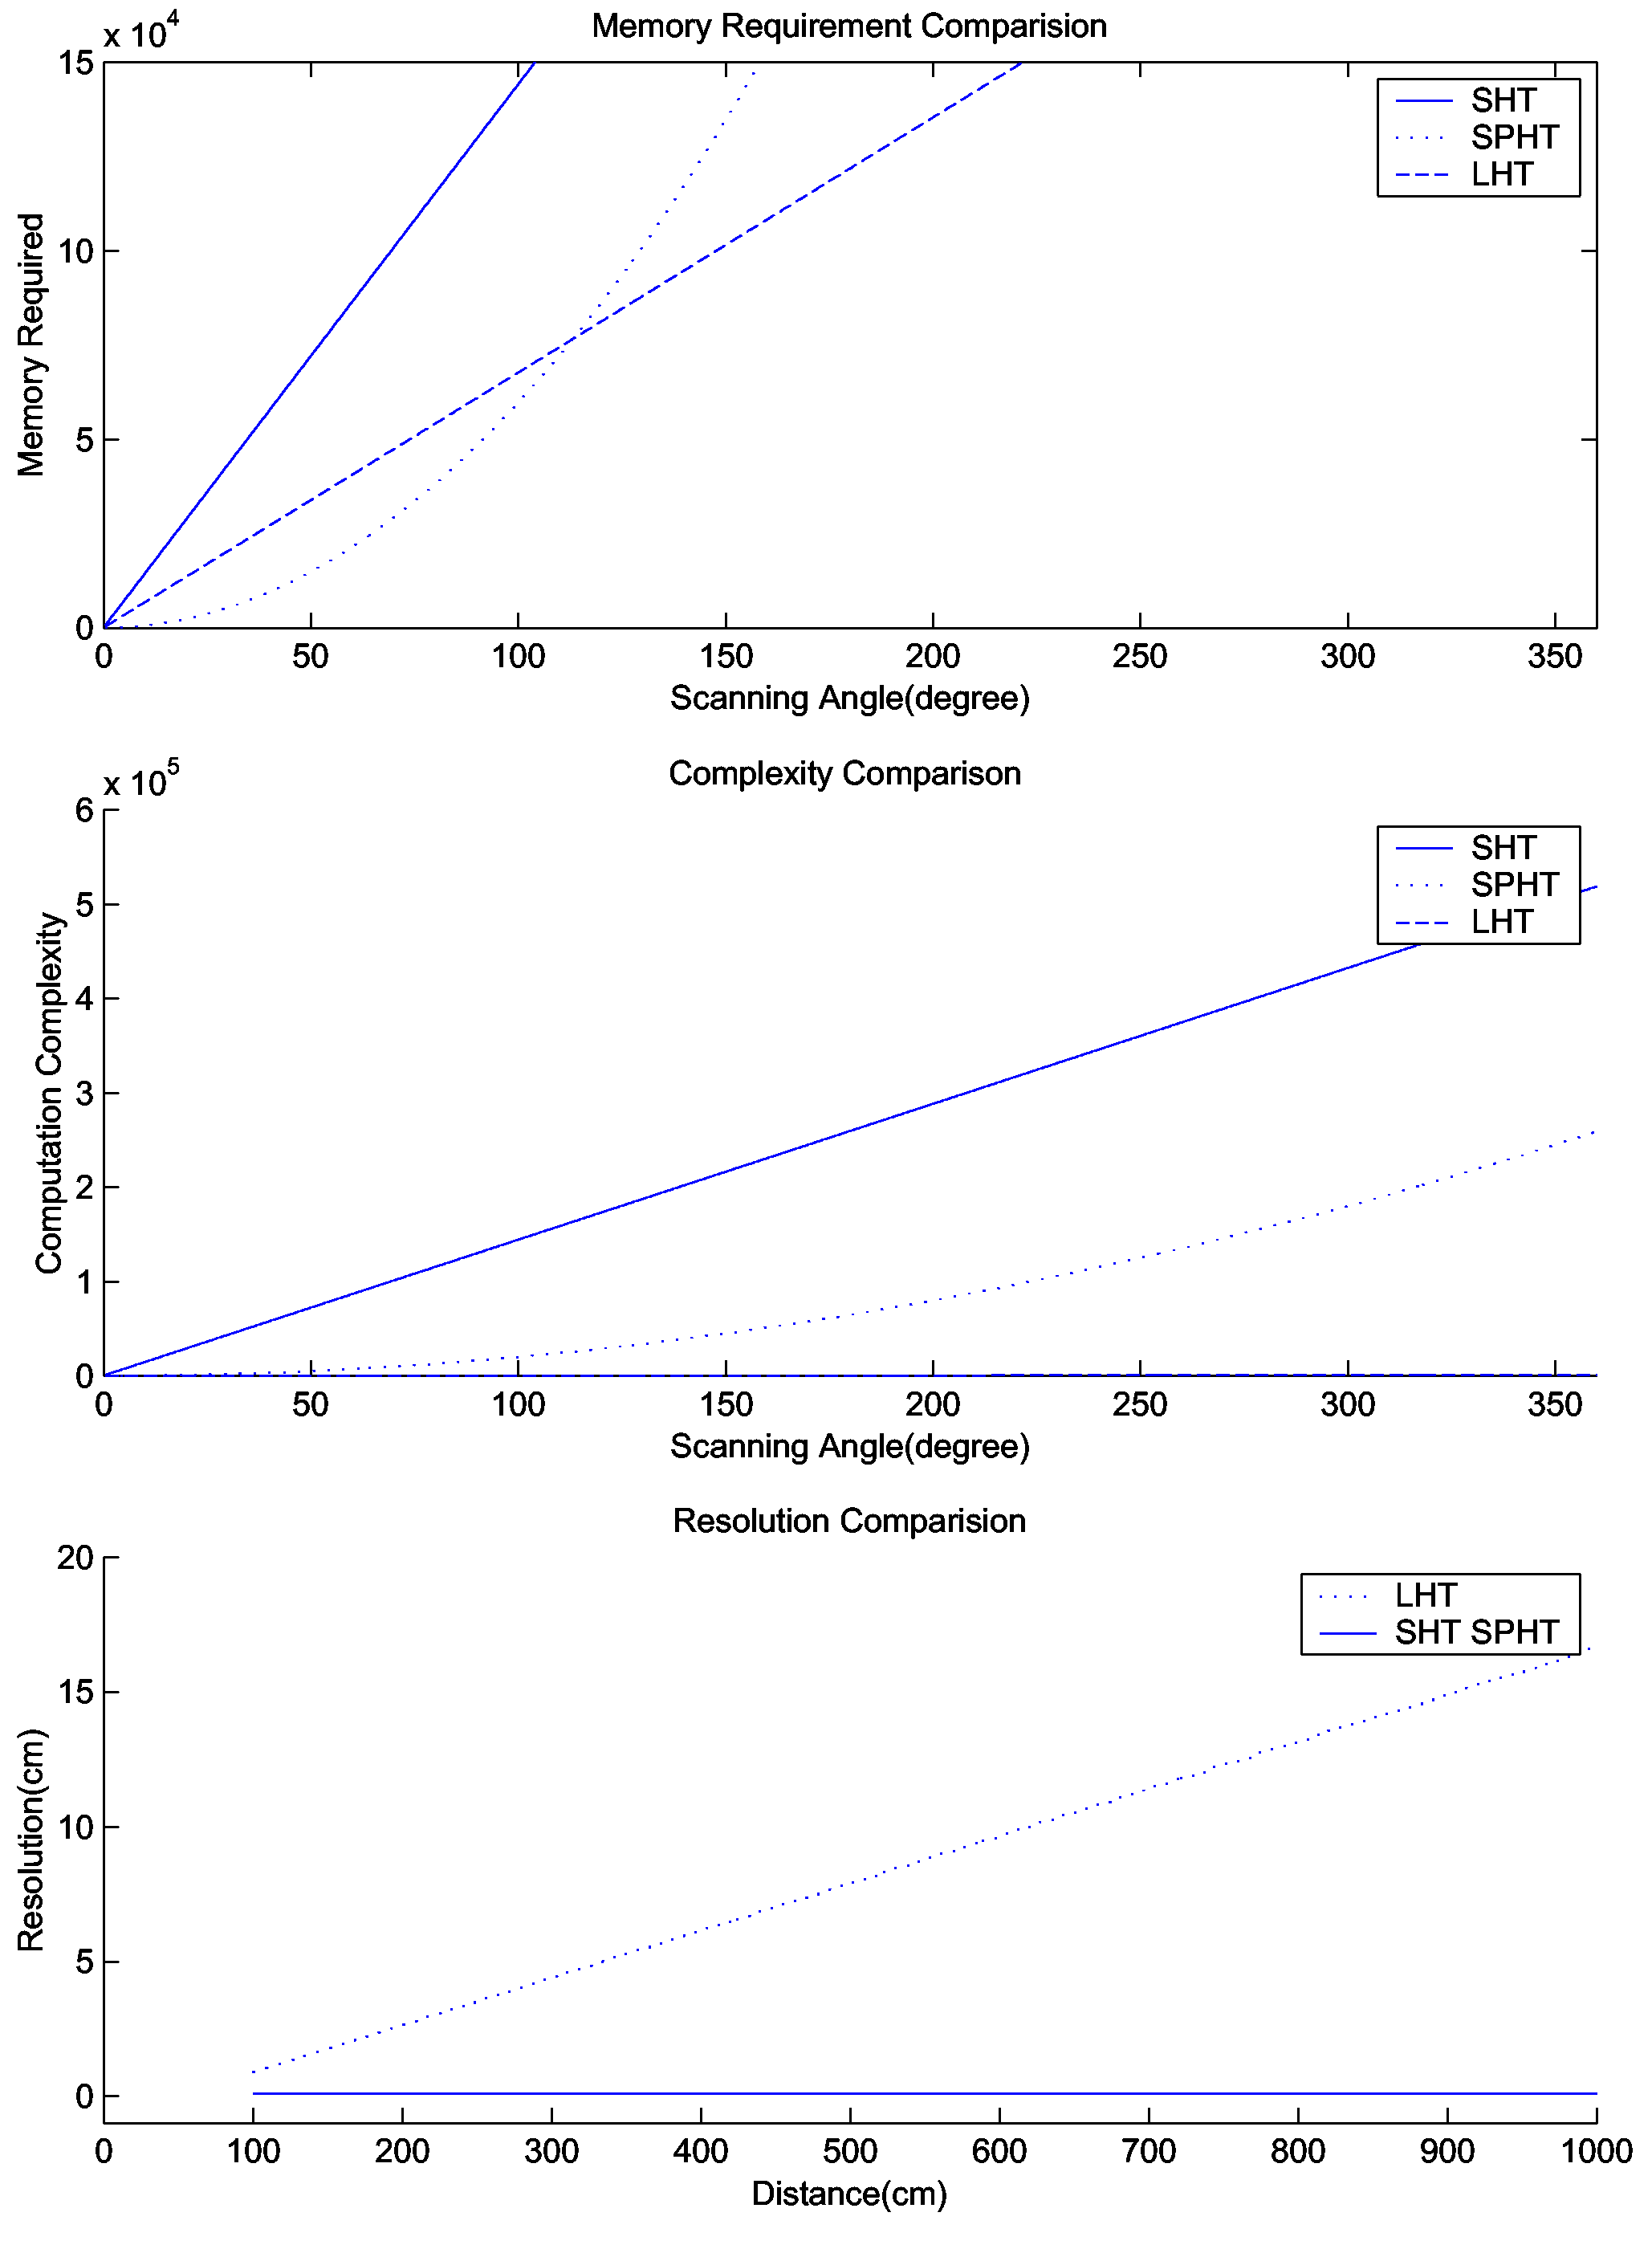 Memory Requirement Comparision
x 10^4
15
10
5
0
Memory Required
SHT
SPHT
LHT
0 50 100 150 200 250 300 350
Scanning Angle(degree)
Complexity Comparison
x 10^5
6
5
4
3
2
1
0
Computation Complexity
SHT
SPHT
LHT
0 50 100 150 200 250 300 350
Scanning Angle(degree)
Resolution Comparision
20
15
10
5
0
Resolution(cm)
LHT
SHT SPHT
0 100 200 300 400 500 600 700 800 900 1000
Distance(cm)